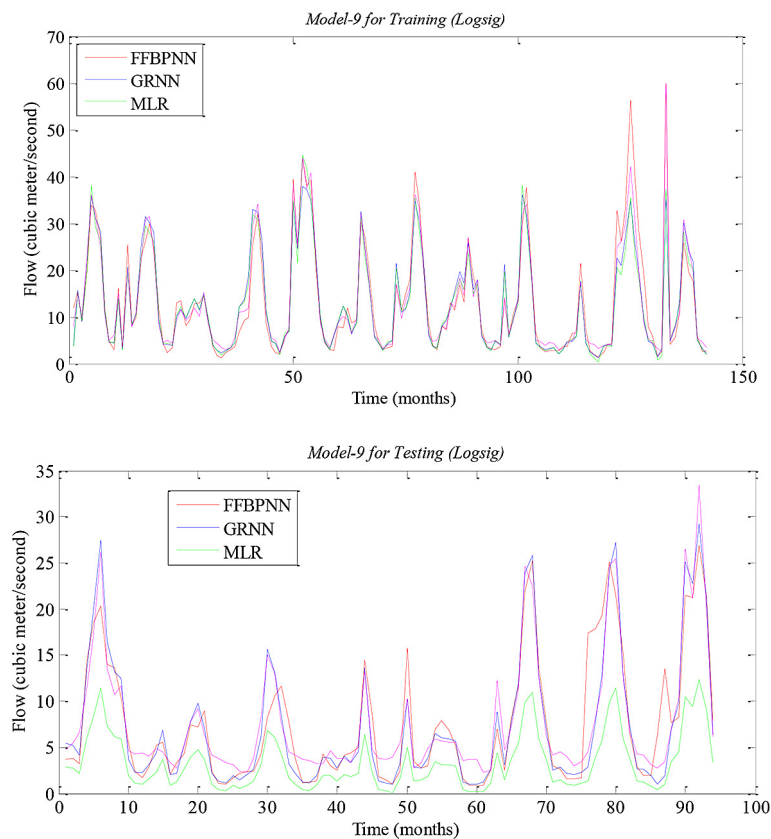 Model-9 for Training (Logsig)
70
60
50
40
30
20
10
0
Flow (cubic meter/second)
FFBPNN
GRNN
MLR
0
50
100
150
Time (months)
Model-9 for Testing (Logsig)
35
30
25
20
15
10
5
0
Flow (cubic meter/second)
FFBPNN
GRNN
MLR
0
10
20
30
40
50
60
70
80
90
100
Time (months)